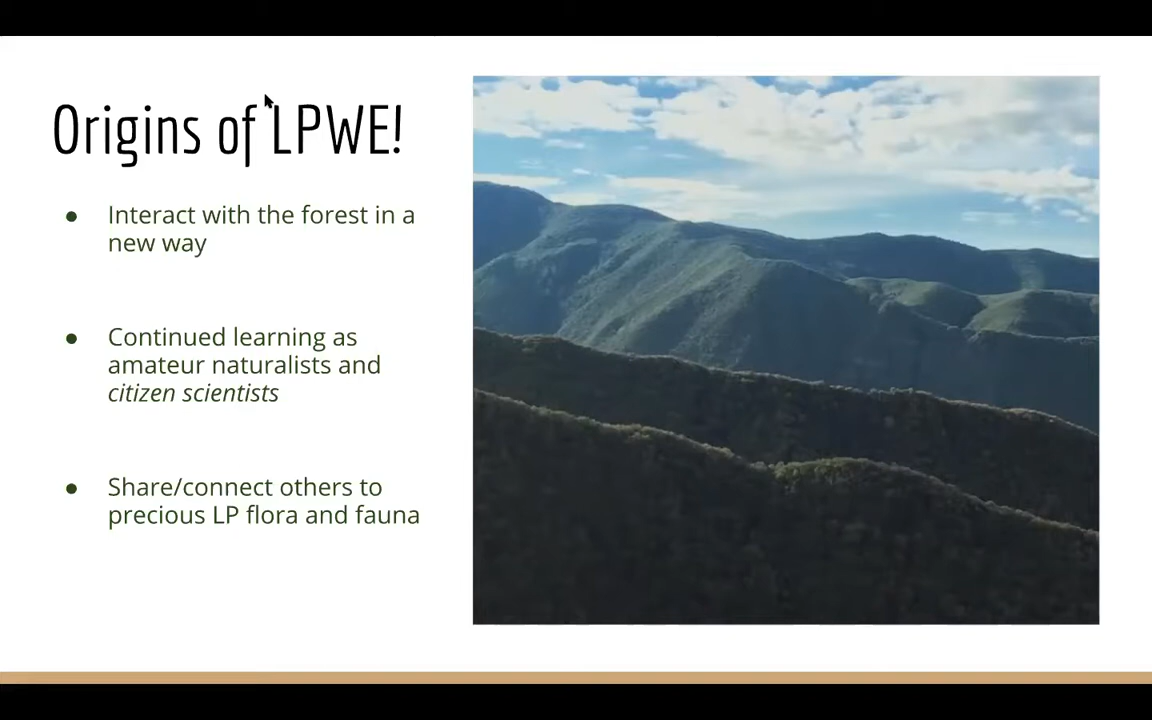 Origins of LPWE!
● Interact with the forest in a
new way
● Continued learning as
amateur naturalists and
citizen scientists
● Share/connect others to
precious LP flora and fauna